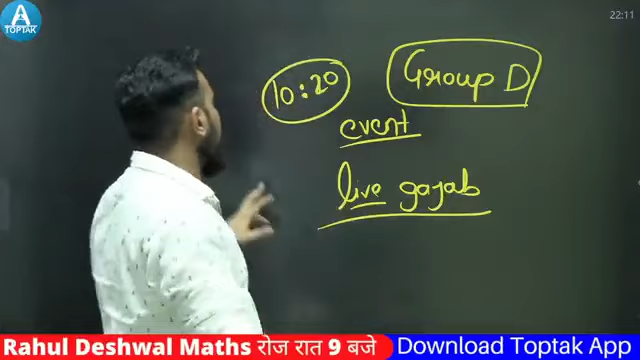 TOPTAK
22:11
10:20
Group D
event
live gajab
Rahul Deshwal Maths रोज रात 9 बजे
Download Toptak App